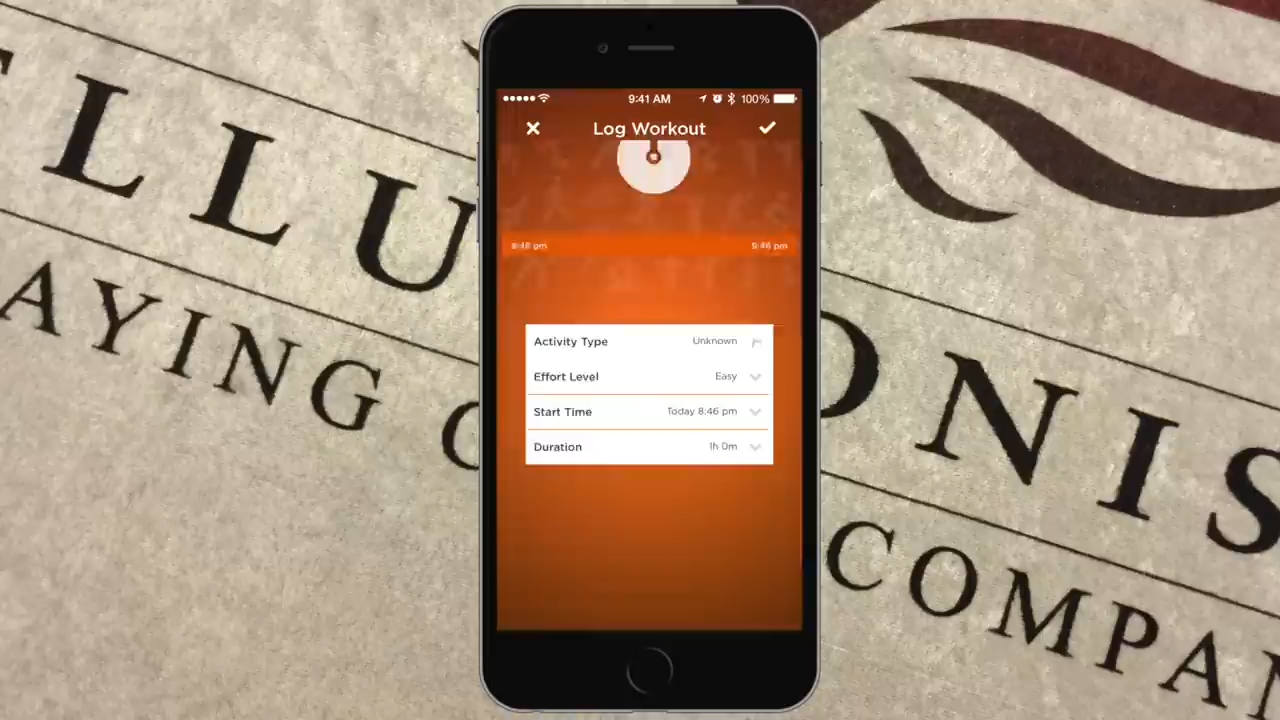 9:41 AM
100%
Log Workout
8:46 pm
9:46 pm
Activity Type
Unknown
Effort Level
Easy
Start Time
Today 8:46 pm
Duration
1h 0m
LLU
ONIS
AYING C
COMPA